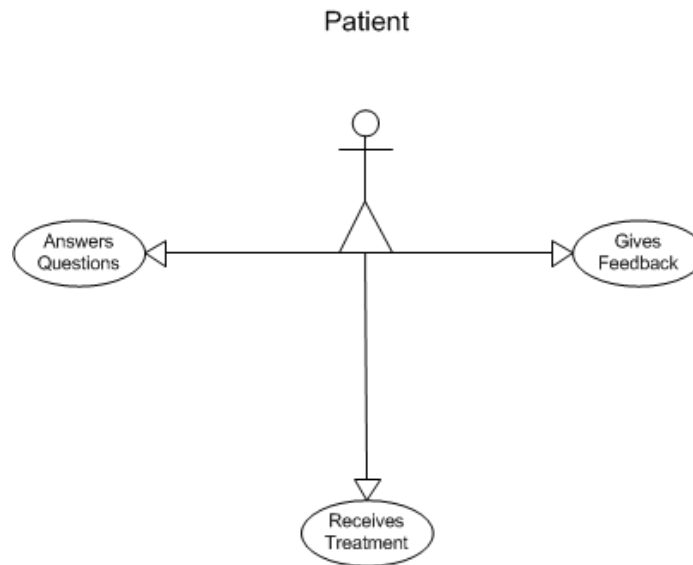 Patient
Answers
Questions
Gives
Feedback
Receives
Treatment